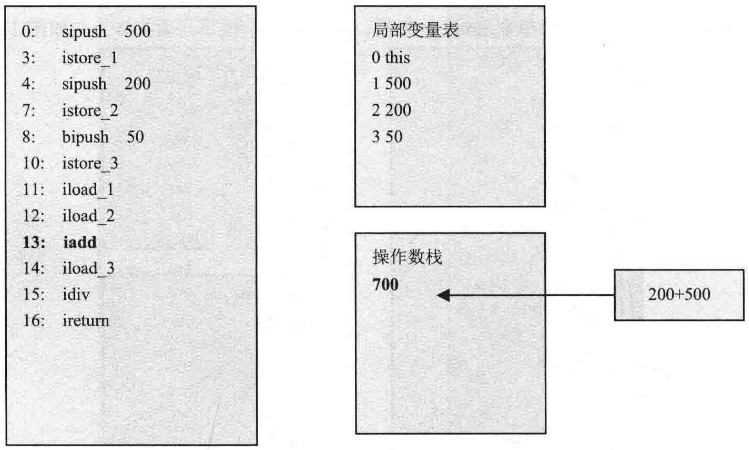 0: sipush 500
3: istore_1
4: sipush 200
7: istore_2
8: bipush 50
10: istore_3
11: iload_1
12: iload_2
13: iadd
14: iload_3
15: idiv
16: ireturn
局部变量表
0 this
1 500
2 200
3 50
操作数栈
700
200+500